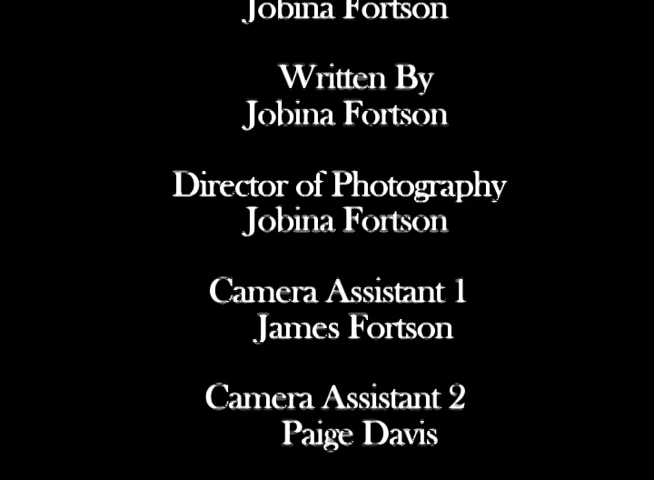 Jobina Fortson
Written By
Jobina Fortson
Director of Photography
Jobina Fortson
Camera Assistant 1
James Fortson
Camera Assistant 2
Paige Davis